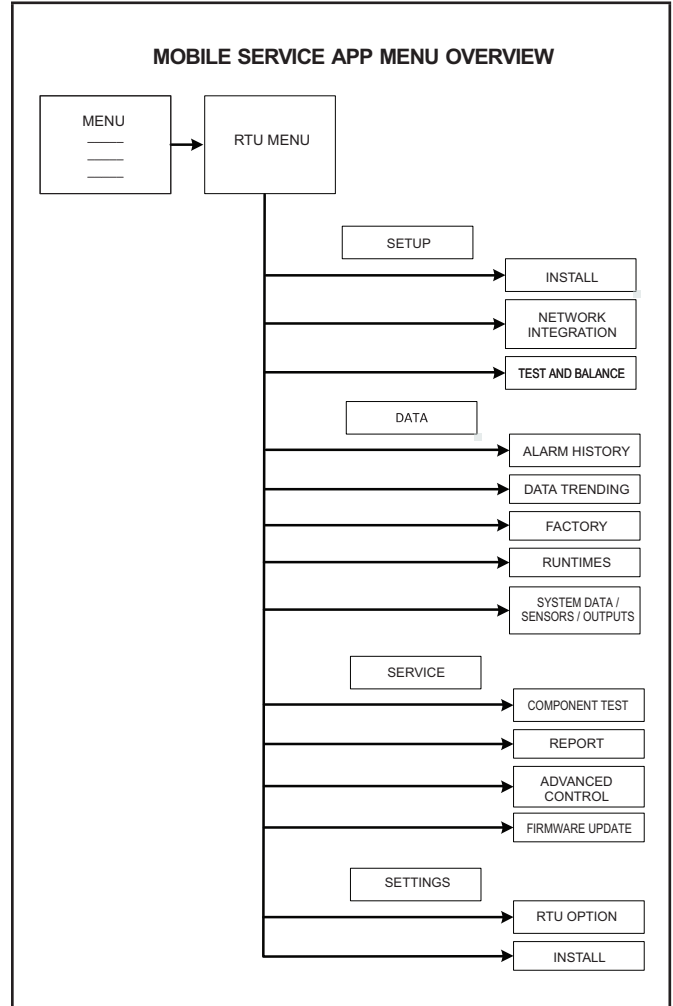 MOBILE SERVICE APP MENU OVERVIEW
MENU
RTU MENU
SETUP
INSTALL
NETWORK
INTEGRATION
TEST AND BALANCE
DATA
ALARM HISTORY
DATA TRENDING
FACTORY
RUNTIMES
SYSTEM DATA /
SENSORS / OUTPUTS
SERVICE
COMPONENT TEST
REPORT
ADVANCED
CONTROL
FIRMWARE UPDATE
SETTINGS
RTU OPTION
INSTALL